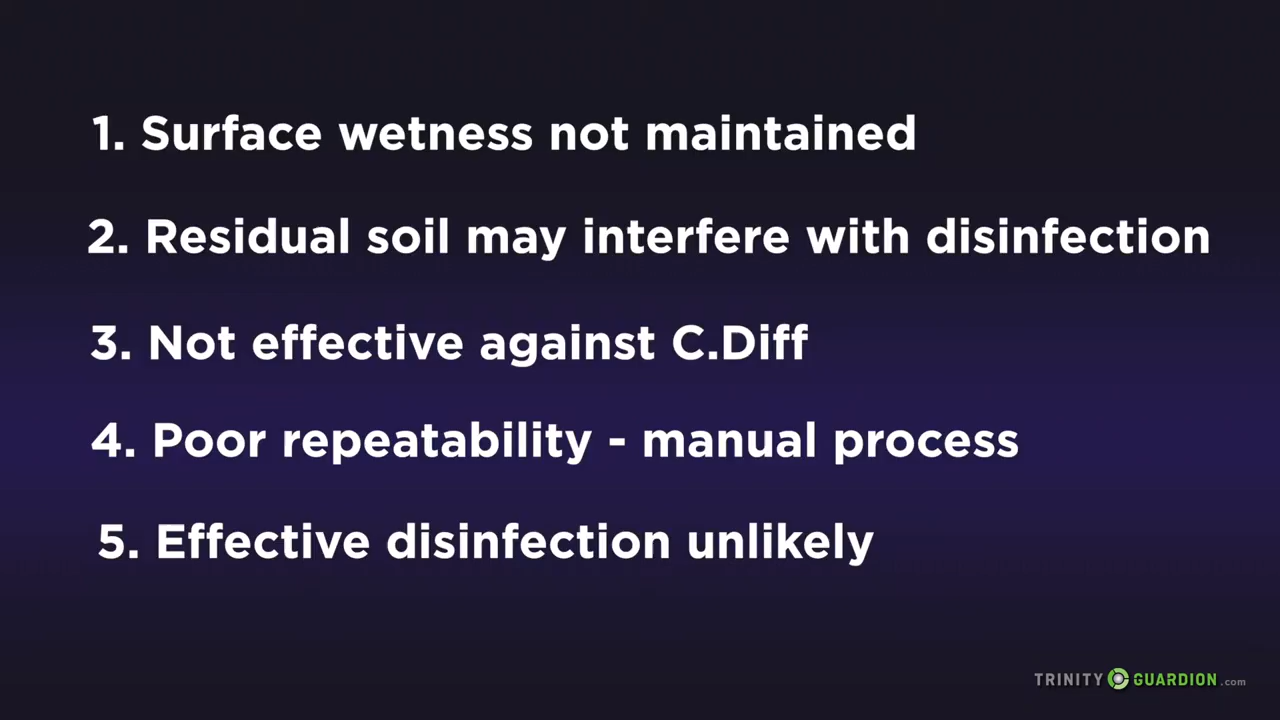 1. Surface wetness not maintained
2. Residual soil may interfere with disinfection
3. Not effective against C.Diff
4. Poor repeatability - manual process
5. Effective disinfection unlikely
TRINITY GUARDION.com